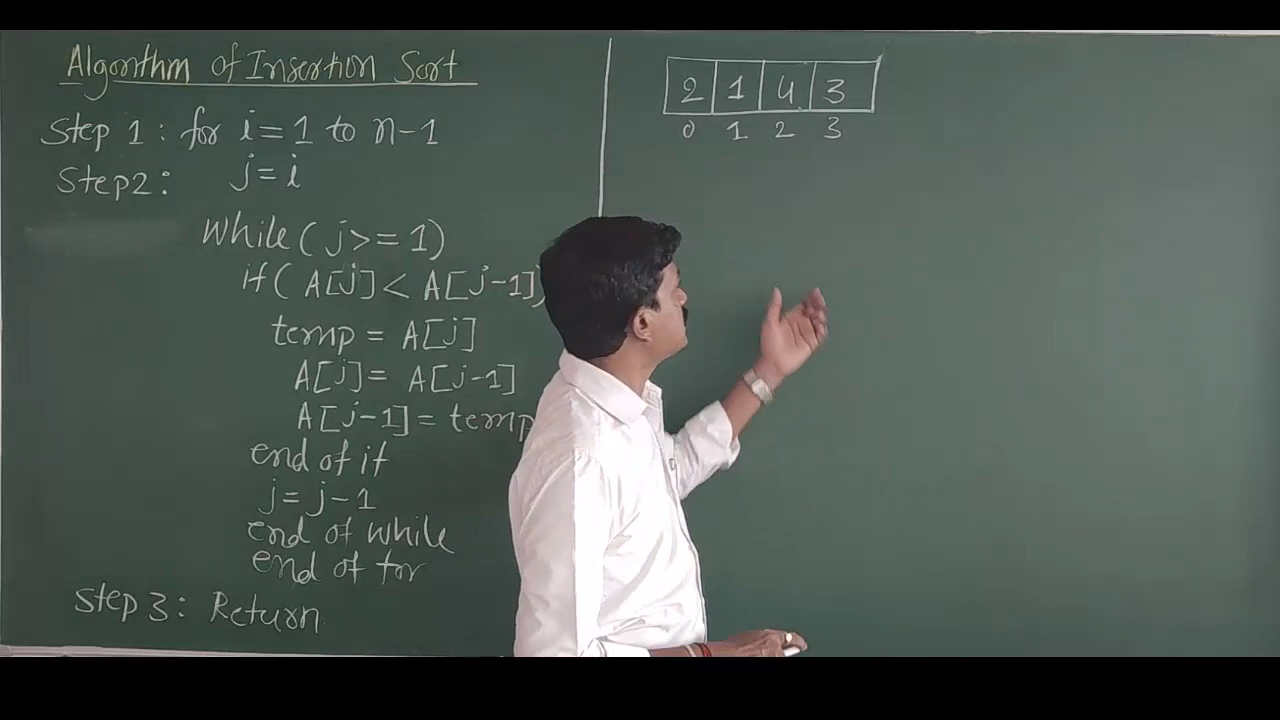 Algorithm of Insertion Sort
Step 1: for i=1 to n-1
Step2: j=i
While( j>=1)
if( A[j] < A[j-1])
temp = A[j]
A[j]= A[j-1]
A[j-1]= temp
end of if
j= j-1
end of while
end of for
Step 3: Return.
2 1 4 3
0 1 2 3